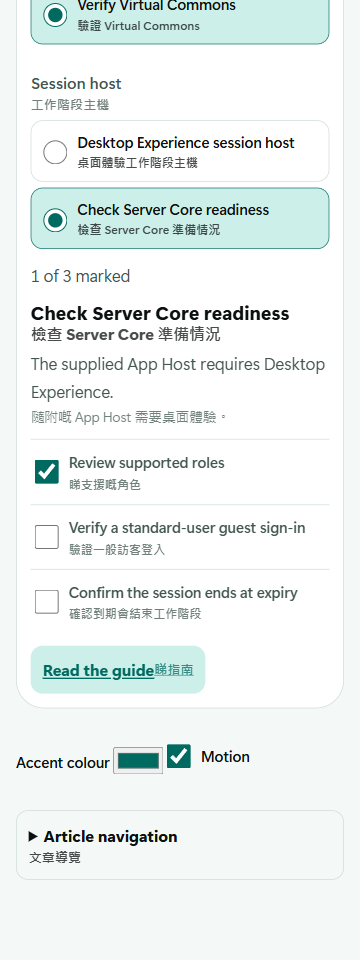 Verify Virtual Commons
驗證 Virtual Commons
Session host
工作階段主機
Desktop Experience session host
桌面體驗工作階段主機
Check Server Core readiness
檢查 Server Core 準備情況
1 of 3 marked
Check Server Core readiness
檢查 Server Core 準備情況
The supplied App Host requires Desktop
Experience.
隨附嘅 App Host 需要桌面體驗。
Review supported roles
睇支援嘅角色
Verify a standard-user guest sign-in
驗證一般訪客登入
Confirm the session ends at expiry
確認到期會結束工作階段
Read the guide睇指南
Accent colour Motion
Article navigation
文章導覽